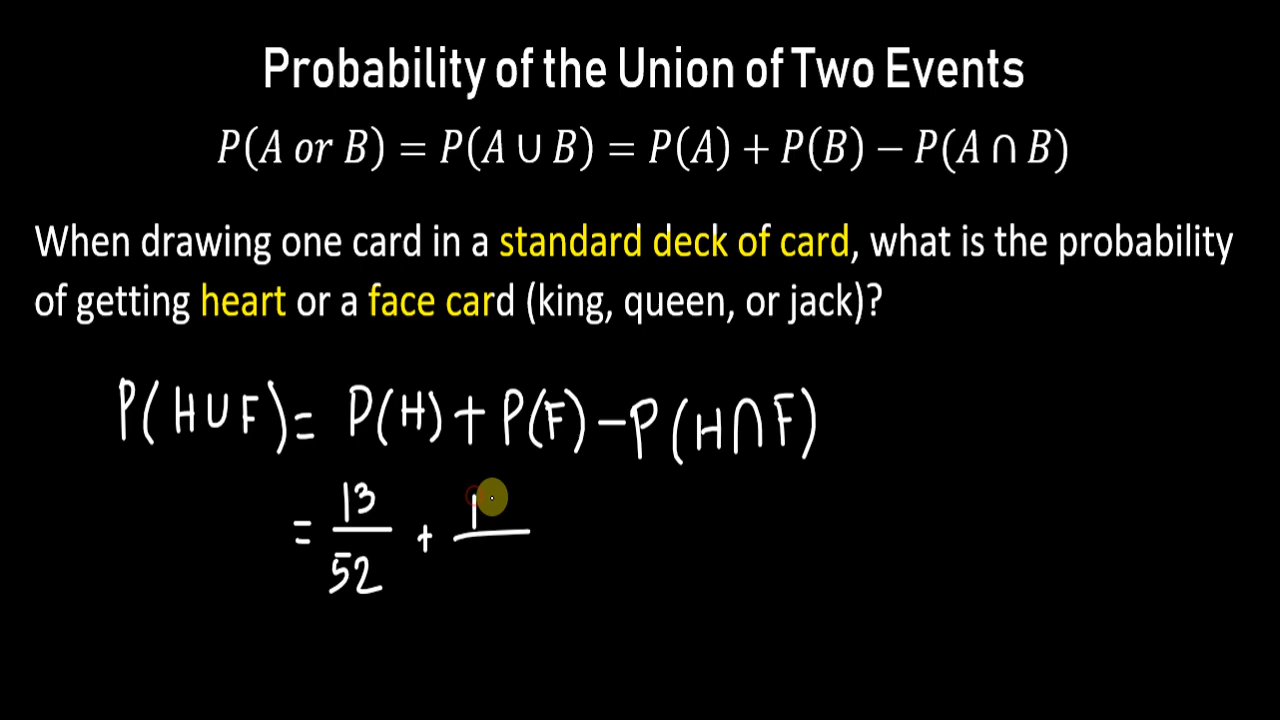 Probability of the Union of Two Events
P(A or B) = P(A ∪ B) = P(A) + P(B) − P(A ∩ B)
When drawing one card in a standard deck of card, what is the probability
of getting heart or a face card (king, queen, or jack)?
P(H∪F) = P(H) + P(F) − P(H∩F)
= 13/52 + 1